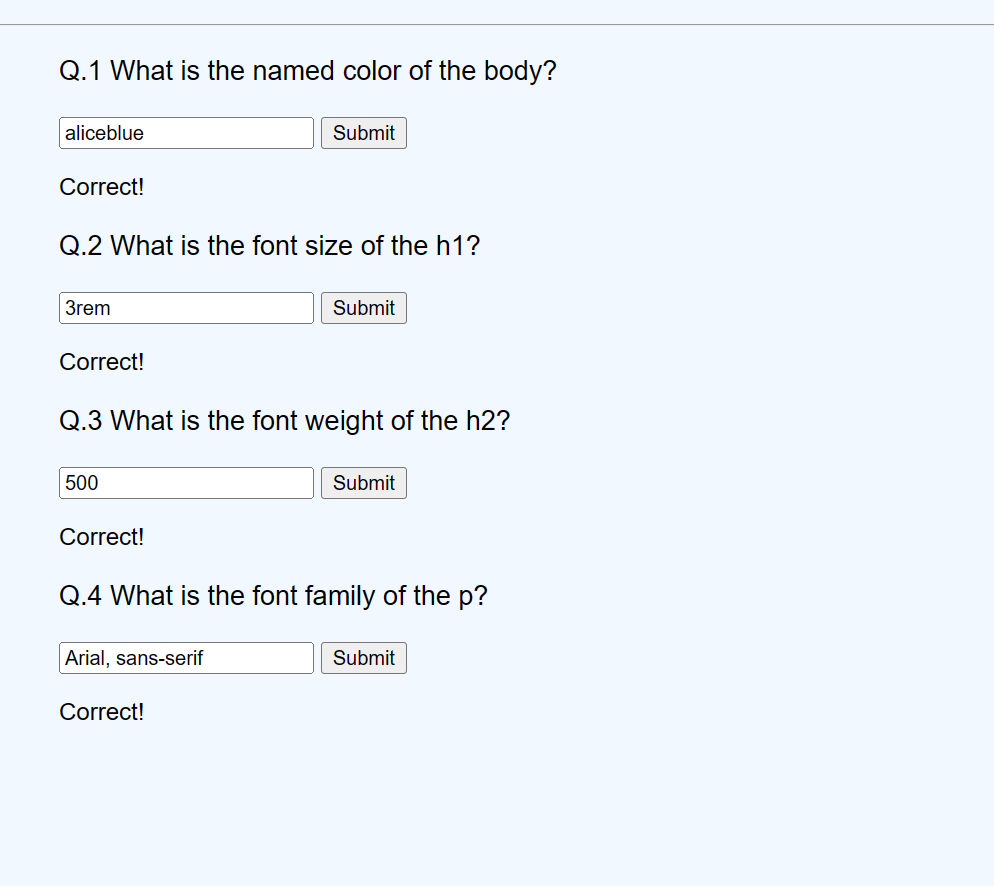 Q.1 What is the named color of the body?
aliceblue Submit
Correct!
Q.2 What is the font size of the h1?
3rem Submit
Correct!
Q.3 What is the font weight of the h2?
500 Submit
Correct!
Q.4 What is the font family of the p?
Arial, sans-serif Submit
Correct!